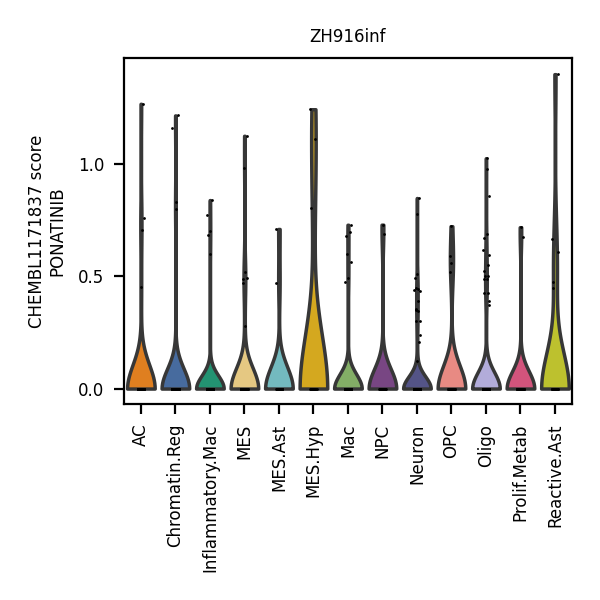 ZH916inf
CHEMBL1171837 score
PONATINIB
1.0
0.5
0.0
AC
Chromatin.Reg
Inflammatory.Mac
MES
MES.Ast
MES.Hyp
Mac
NPC
Neuron
OPC
Oligo
Prolif.Metab
Reactive.Ast